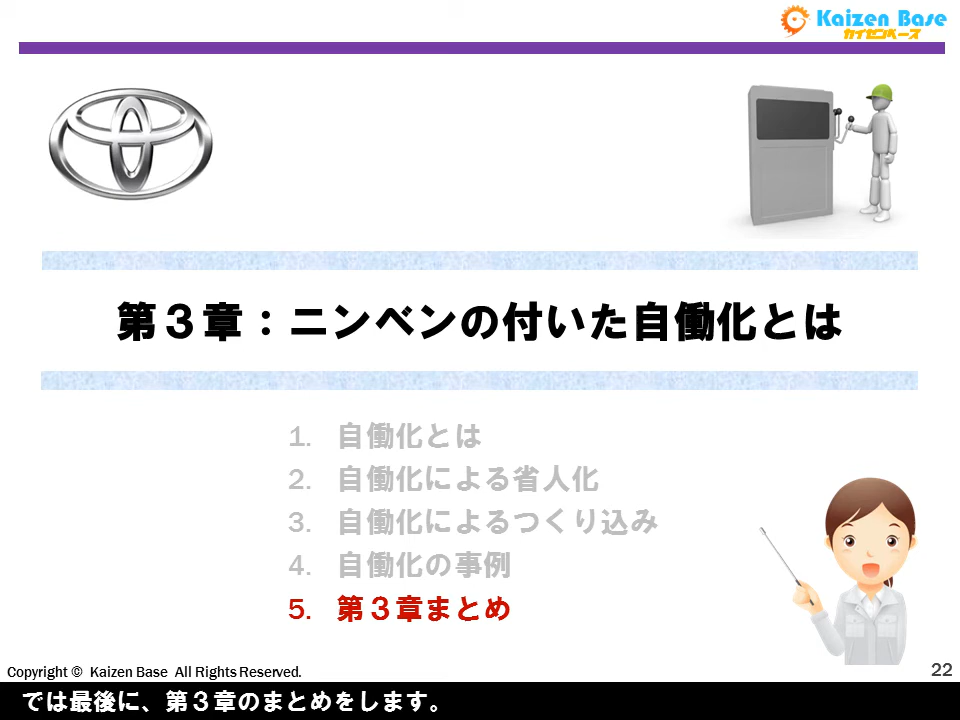 Kaizen Base
カイゼンベース
第３章：ニンベンの付いた自働化とは
1. 自働化とは
2. 自働化による省人化
3. 自働化によるつくり込み
4. 自働化の事例
5. 第３章まとめ
Copyright © Kaizen Base All Rights Reserved.
22
では最後に、第３章のまとめをします。